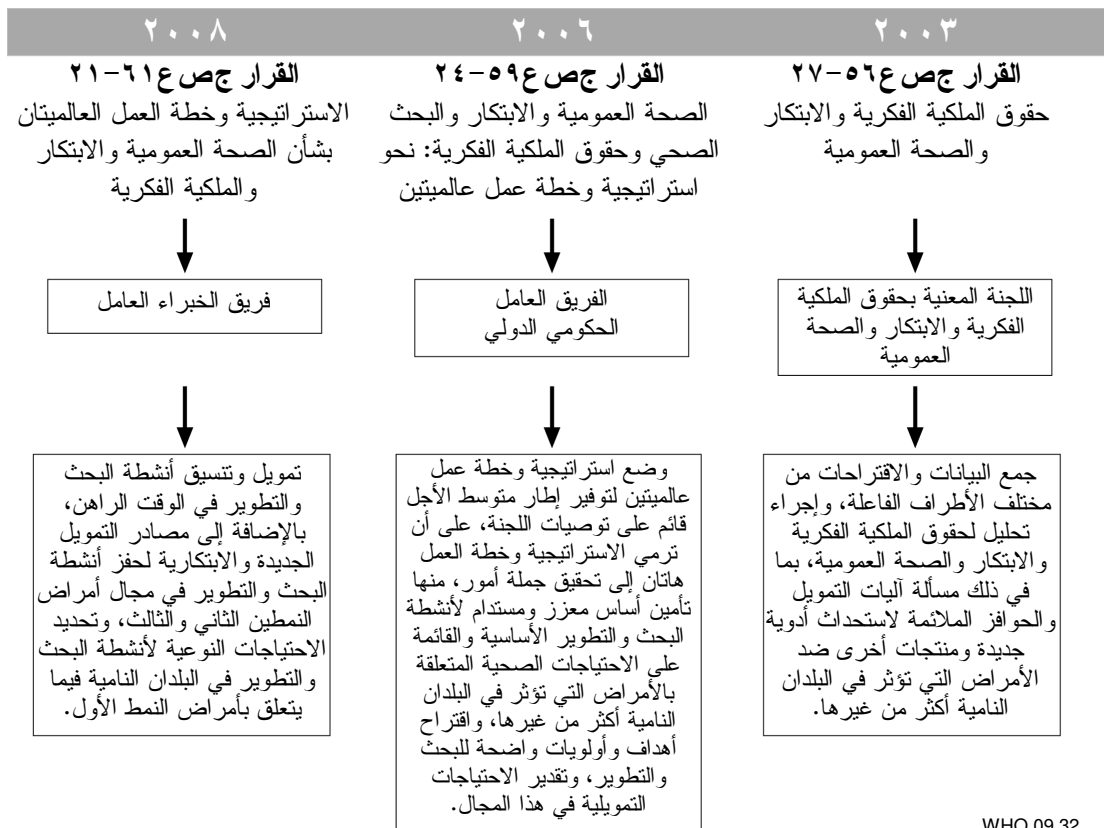 ٢٠٠٣
القرار ج ص ع٥٦-٢٧
حقوق الملكية الفكرية والابتكار
والصحة العمومية
اللجنة المعنية بحقوق الملكية
الفكرية والابتكار والصحة
العمومية
جمع البيانات والاقتراحات من
مختلف الأطراف الفاعلة، وإجراء
تحليل لحقوق الملكية الفكرية
والابتكار والصحة العمومية، بما
في ذلك مسألة آليات التمويل
والحوافز الملائمة لاستحداث أدوية
جديدة ومنتجات أخرى ضد
الأمراض التي تؤثر في البلدان
النامية أكثر من غيرها.
٢٠٠٦
القرار ج ص ع٥٩-٢٤
الصحة العمومية والابتكار والبحث
الصحي وحقوق الملكية الفكرية: نحو
استراتيجية وخطة عمل عالميتين
الفريق العامل
الحكومي الدولي
وضع استراتيجية وخطة عمل
عالميتين لتوفير إطار متوسط الأجل
قائم على توصيات اللجنة، على أن
ترمي الاستراتيجية وخطة العمل
هاتان إلى تحقيق جملة أمور، منها
تأمين أساس معزز ومستدام لأنشطة
البحث والتطوير الأساسية والقائمة
على الاحتياجات الصحية المتعلقة
بالأمراض التي تؤثر في البلدان
النامية أكثر من غيرها، واقتراح
أهداف وأولويات واضحة للبحث
والتطوير، وتقدير الاحتياجات
التمويلية في هذا المجال.
٢٠٠٨
القرار ج ص ع٦١-٢١
الاستراتيجية وخطة العمل العالميتان
بشأن الصحة العمومية والابتكار
والملكية الفكرية
فريق الخبراء العامل
تمويل وتنسيق أنشطة البحث
والتطوير في الوقت الراهن،
بالإضافة إلى مصادر التمويل
الجديدة والابتكارية لحفز أنشطة
البحث والتطوير في مجال أمراض
النمطين الثاني والثالث، وتحديد
الاحتياجات النوعية لأنشطة البحث
والتطوير في البلدان النامية فيما
يتعلق بأمراض النمط الأول.
WHO 09.32